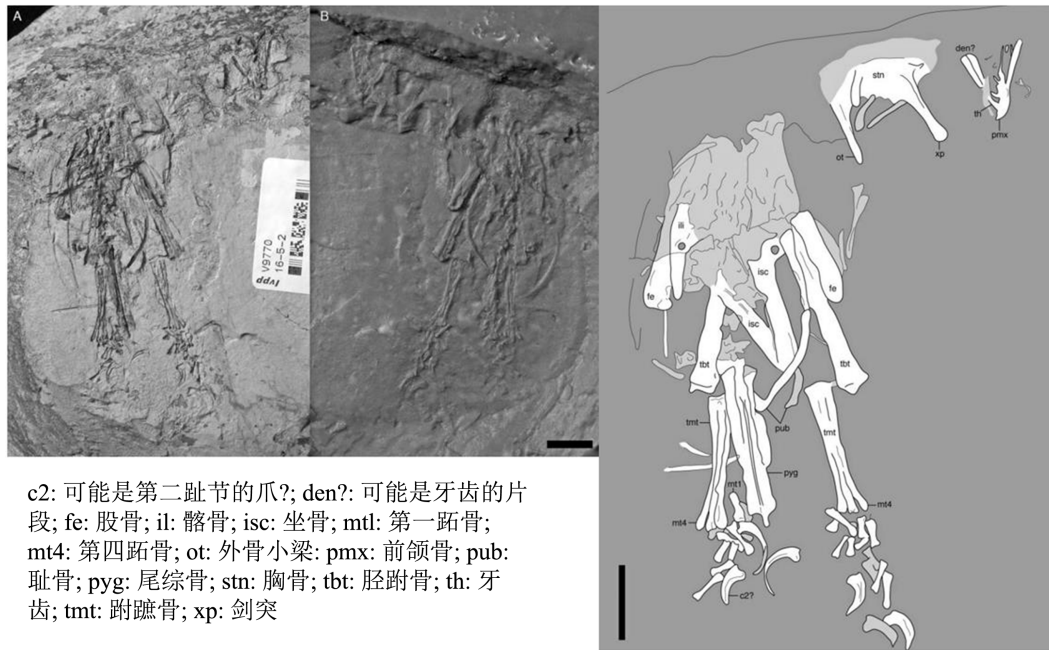 A
B
Ivpp
V9770
16-5-2
den?
stn
th
pmx
ot
xp
il
isc
fe
fe
isc
tbt
tbt
pub
tmt
tmt
pyg
mt1
mt4
mt4
c2?
c2: 可能是第二趾节的爪?; den?: 可能是牙齿的片
段; fe: 股骨; il: 髂骨; isc: 坐骨; mtl: 第一跖骨;
mt4: 第四跖骨; ot: 外骨小梁: pmx: 前颌骨; pub:
耻骨; pyg: 尾综骨; stn: 胸骨; tbt: 胫跗骨; th: 牙
齿; tmt: 跗蹠骨; xp: 剑突